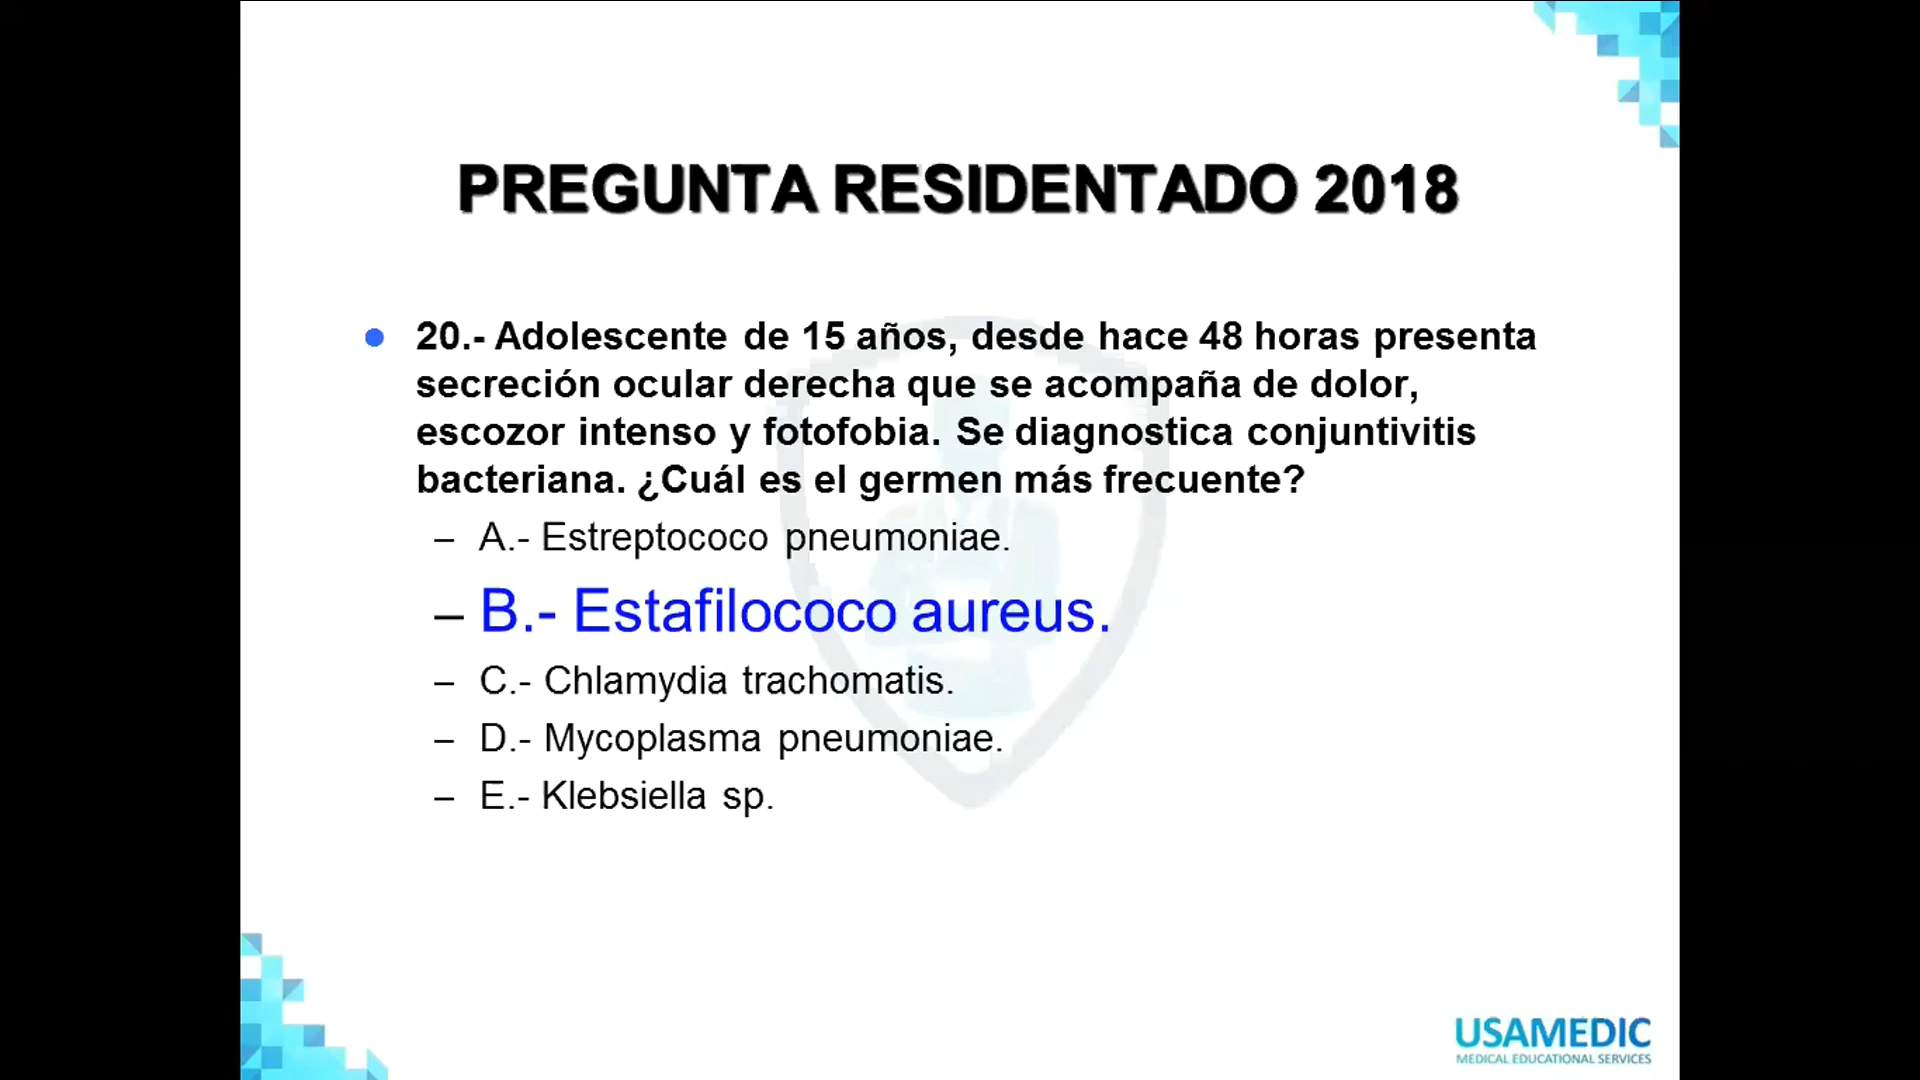 PREGUNTA RESIDENTADO 2018
20.- Adolescente de 15 años, desde hace 48 horas presenta
secreción ocular derecha que se acompaña de dolor,
escozor intenso y fotofobia. Se diagnostica conjuntivitis
bacteriana. ¿Cuál es el germen más frecuente?
– A.- Estreptococo pneumoniae.
– B.- Estafilococo aureus.
– C.- Chlamydia trachomatis.
– D.- Mycoplasma pneumoniae.
– E.- Klebsiella sp.
USAMEDIC
MEDICAL EDUCATIONAL SERVICES